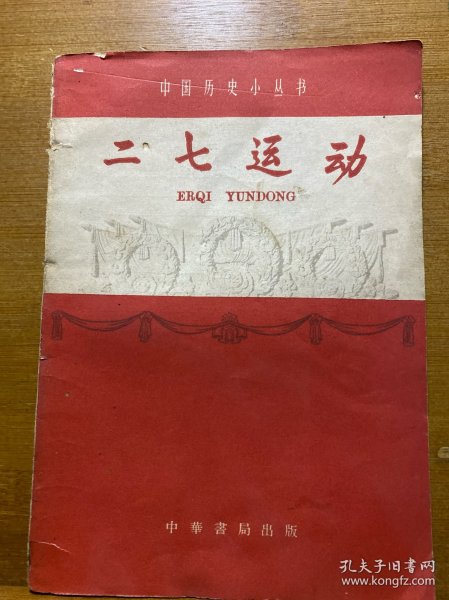 中国历史小丛书
二七运动
ERQI YUNDONG
中華書局出版
孔夫子旧书网
www.kongfz.com